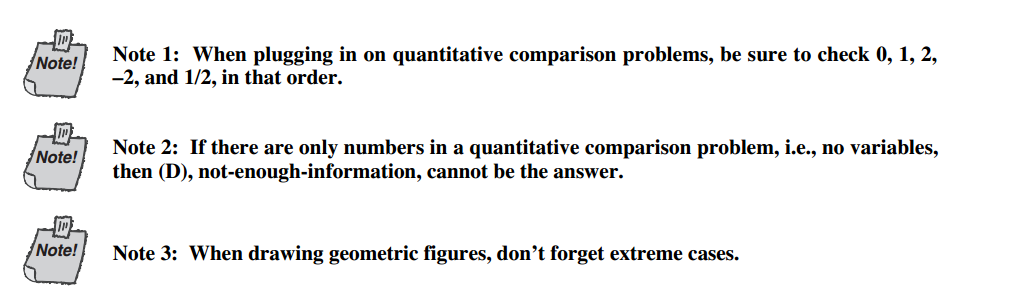 Note!
Note 1: When plugging in on quantitative comparison problems, be sure to check 0, 1, 2,
–2, and 1/2, in that order.
Note!
Note 2: If there are only numbers in a quantitative comparison problem, i.e., no variables,
then (D), not-enough-information, cannot be the answer.
Note!
Note 3: When drawing geometric figures, don’t forget extreme cases.